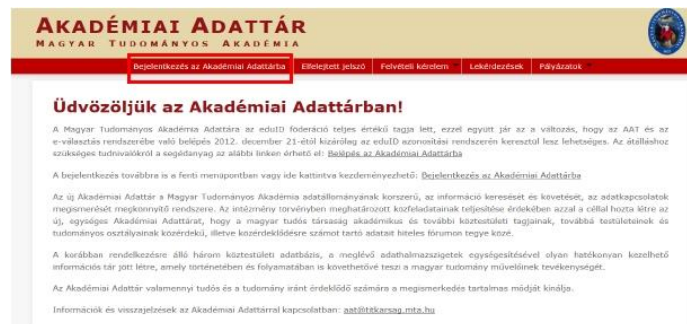 AKADÉMIAI ADATTÁR
MAGYAR TUDOMÁNYOS AKADÉMIA
Bejelentkezés az Akadémiai Adattárba Elfelejtett jelszó Felvételi kérelem Lekérdezések Pályázatok
Üdvözöljük az Akadémiai Adattárban!
A Magyar Tudományos Akadémia Adattára az eduID föderáció teljes értékű tagja lett, ezzel együtt jár az a változás, hogy az AAT és az
e-választás rendszerébe való belépés 2012. december 21-étől kizárólag az eduID azonosítási rendszerén keresztül lesz lehetséges. Az átálláshoz
szükséges tudnivalókról a segédanyag az alábbi linken érhető el: Belépés az Akadémiai Adattárba
A bejelentkezés továbbra is a fenti menüpontban vagy ide kattintva kezdeményezhető: Bejelentkezés az Akadémiai Adattárba
Az új Akadémiai Adattár a Magyar Tudományos Akadémia adatállományának korszerű, az információ keresését és követését, az adatkapcsolatok
megismerését megkönnyítő rendszere. Az intézmény törvényben meghatározott közfeladatainak teljesítése érdekében azzal a céllal hozta létre az
új, egységes Akadémiai Adattárat, hogy a magyar tudós társaság akadémikus és további köztestületi tagjainak, továbbá testületeinek és
tudományos osztályainak közérdekű, illetve közérdeklődésre számot tartó adatait hiteles fórumon tegye közé.
A korábban rendelkezésre álló három köztestületi adatbázis, a meglévő adathalmazszigetek egységesítésével olyan hatékonyan kezelhető
információs tár jött létre, amely történetében és folyamatában is követhetővé teszi a magyar tudomány művelőinek tevékenységét.
Az Akadémiai Adattár valamennyi tudós és a tudomány iránt érdeklődő számára a megismerkedés tartalmas módját kínálja.
Információk és visszajelzések az Akadémiai Adattárral kapcsolatban: aat@titkarsag.mta.hu